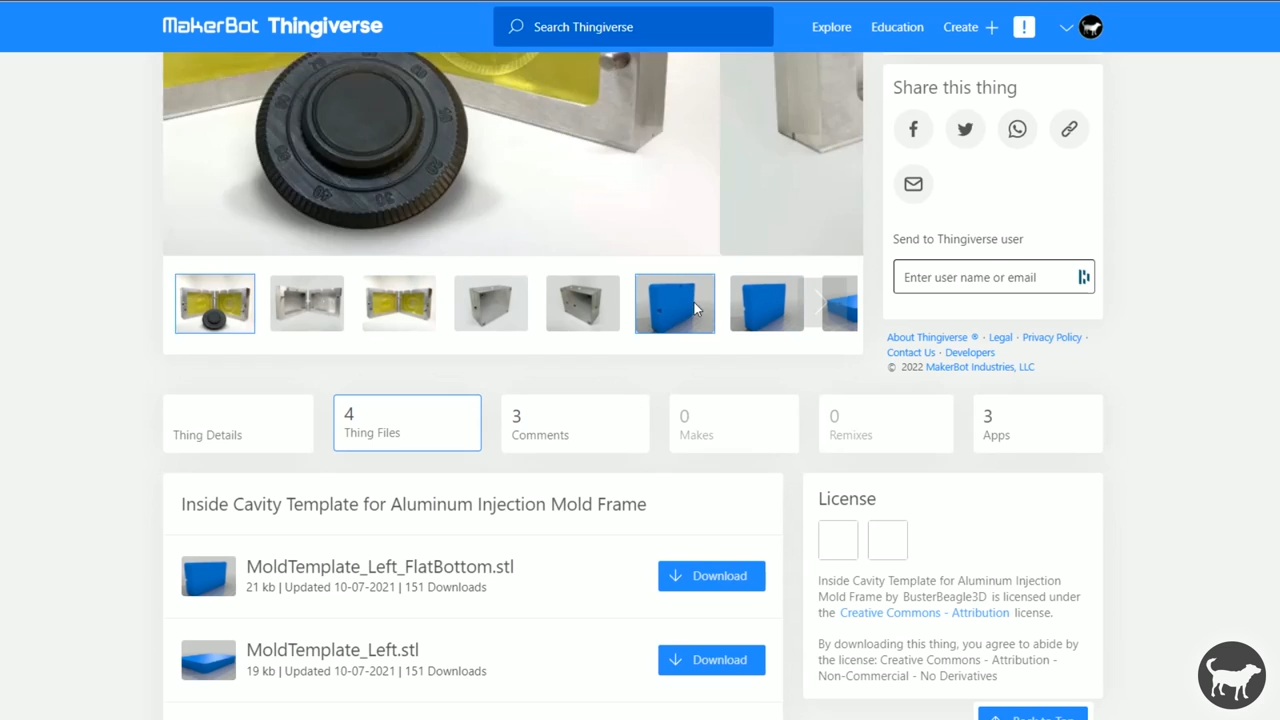 MakerBot Thingiverse
Search Thingiverse
Explore
Education
Create
!
Share this thing
Send to Thingiverse user
Enter user name or email
About Thingiverse ® · Legal · Privacy Policy ·
Contact Us · Developers
© 2022 MakerBot Industries, LLC
Thing Details
4
Thing Files
3
Comments
0
Makes
0
Remixes
3
Apps
Inside Cavity Template for Aluminum Injection Mold Frame
MoldTemplate_Left_FlatBottom.stl
21 kb | Updated 10-07-2021 | 151 Downloads
Download
MoldTemplate_Left.stl
19 kb | Updated 10-07-2021 | 151 Downloads
Download
License
Inside Cavity Template for Aluminum Injection
Mold Frame by BusterBeagle3D is licensed under
the Creative Commons - Attribution license.
By downloading this thing, you agree to abide by
the license: Creative Commons - Attribution -
Non-Commercial - No Derivatives
Back to Top